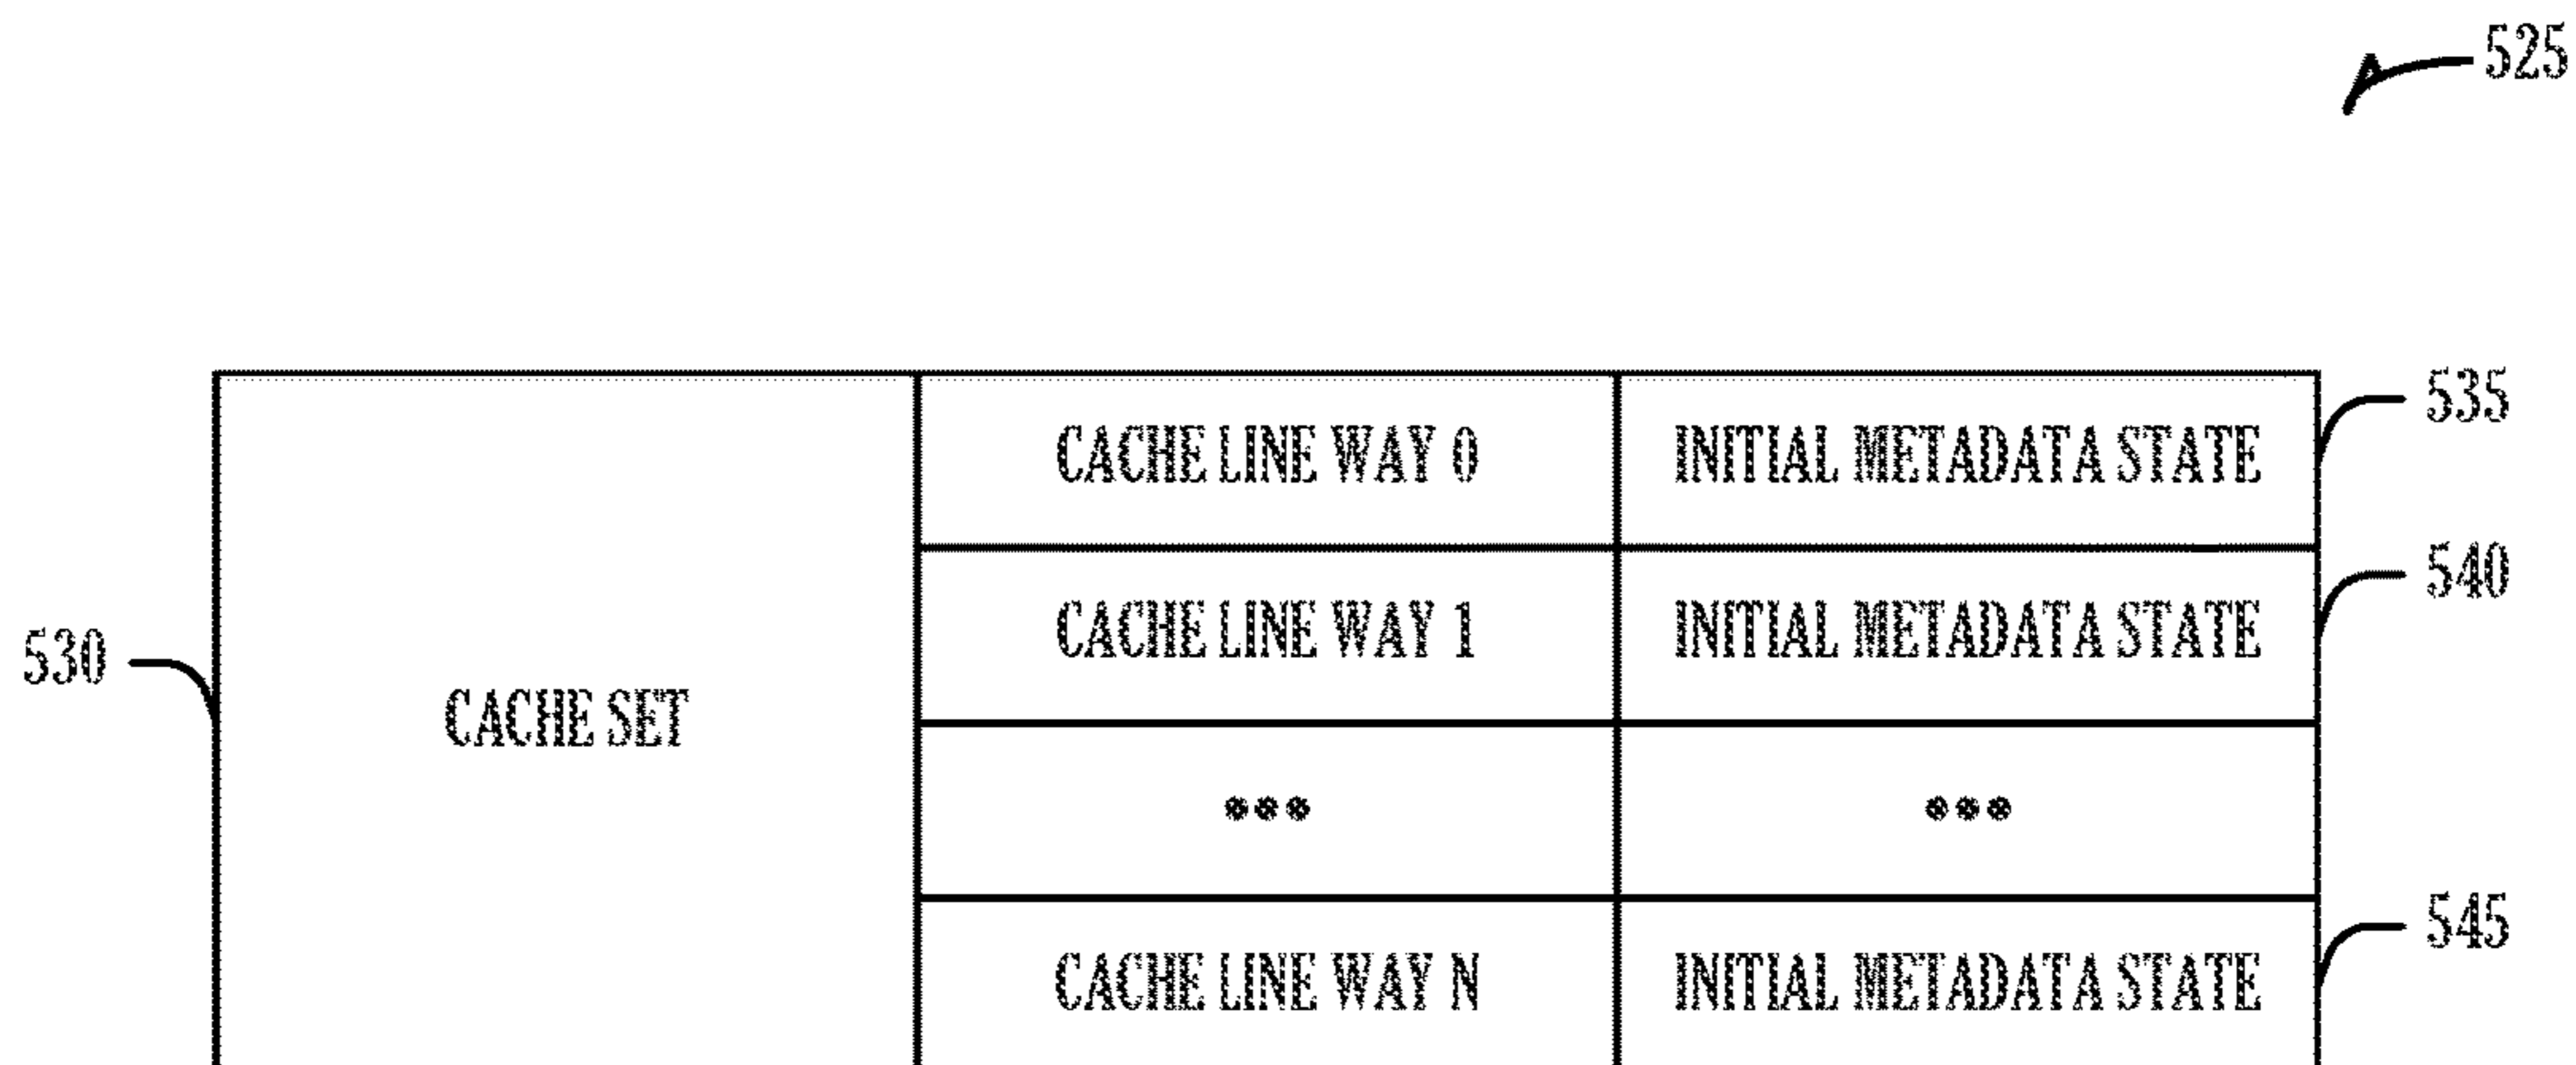 525
CACHE LINE WAY 0 INITIAL METADATA STATE 535
CACHE LINE WAY 1 INITIAL METADATA STATE 540
530 CACHE SET
●●● ●●●
CACHE LINE WAY N INITIAL METADATA STATE 545